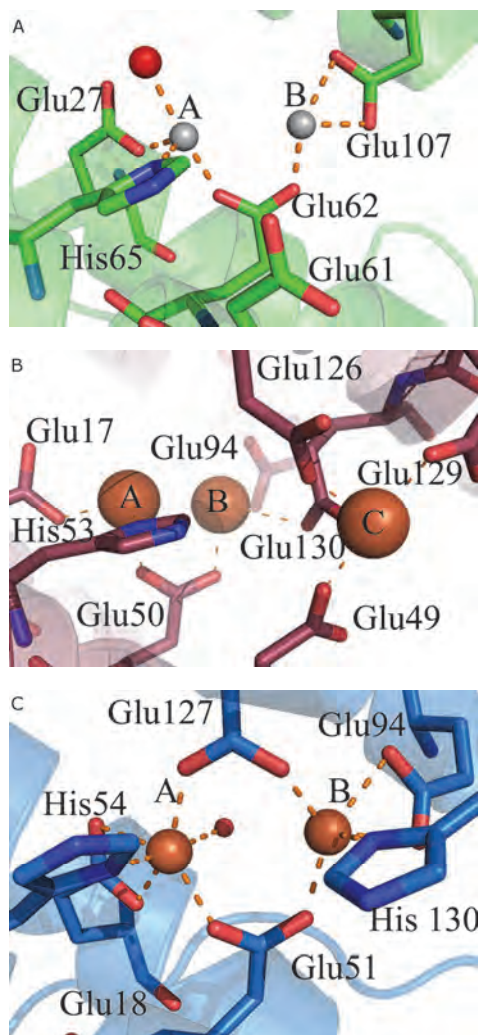 A
Glu27
A
B
Glu107
Glu62
His65
Glu61
B
Glu126
Glu17
Glu94
A
B
Glu129
C
His53
Glu130
Glu50
Glu49
C
Glu127
Glu94
A
B
His54
His 130
Glu51
Glu18